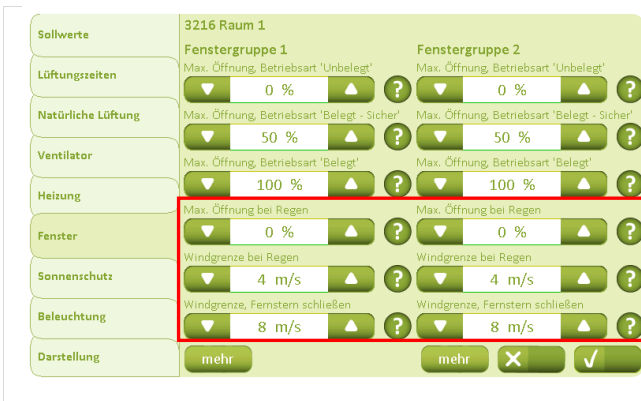 Sollwerte
Lüftungszeiten
Natürliche Lüftung
Ventilator
Heizung
Fenster
Sonnenschutz
Beleuchtung
Darstellung
3216 Raum 1
Fenstergruppe 1
Max. Öffnung, Betriebsart 'Unbelegt'
0 %
?
Max. Öffnung, Betriebsart 'Belegt - Sicher'
50 %
?
Max. Öffnung, Betriebsart 'Belegt'
100 %
?
Max. Öffnung bei Regen
0 %
?
Windgrenze bei Regen
4 m/s
?
Windgrenze, Fernstern schließen
8 m/s
?
mehr
Fenstergruppe 2
Max. Öffnung, Betriebsart 'Unbelegt'
0 %
?
Max. Öffnung, Betriebsart 'Belegt - Sicher'
50 %
?
Max. Öffnung, Betriebsart 'Belegt'
100 %
?
Max. Öffnung bei Regen
0 %
?
Windgrenze bei Regen
4 m/s
?
Windgrenze, Fernstern schließen
8 m/s
?
mehr